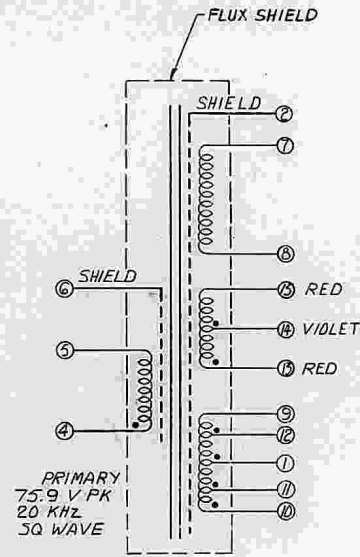 FLUX SHIELD
SHIELD 2
7
8
6 SHIELD
15 RED
14 VIOLET
13 RED
5
4
9
12
1
11
10
PRIMARY
75.9 V PK
20 KHz
SQ WAVE